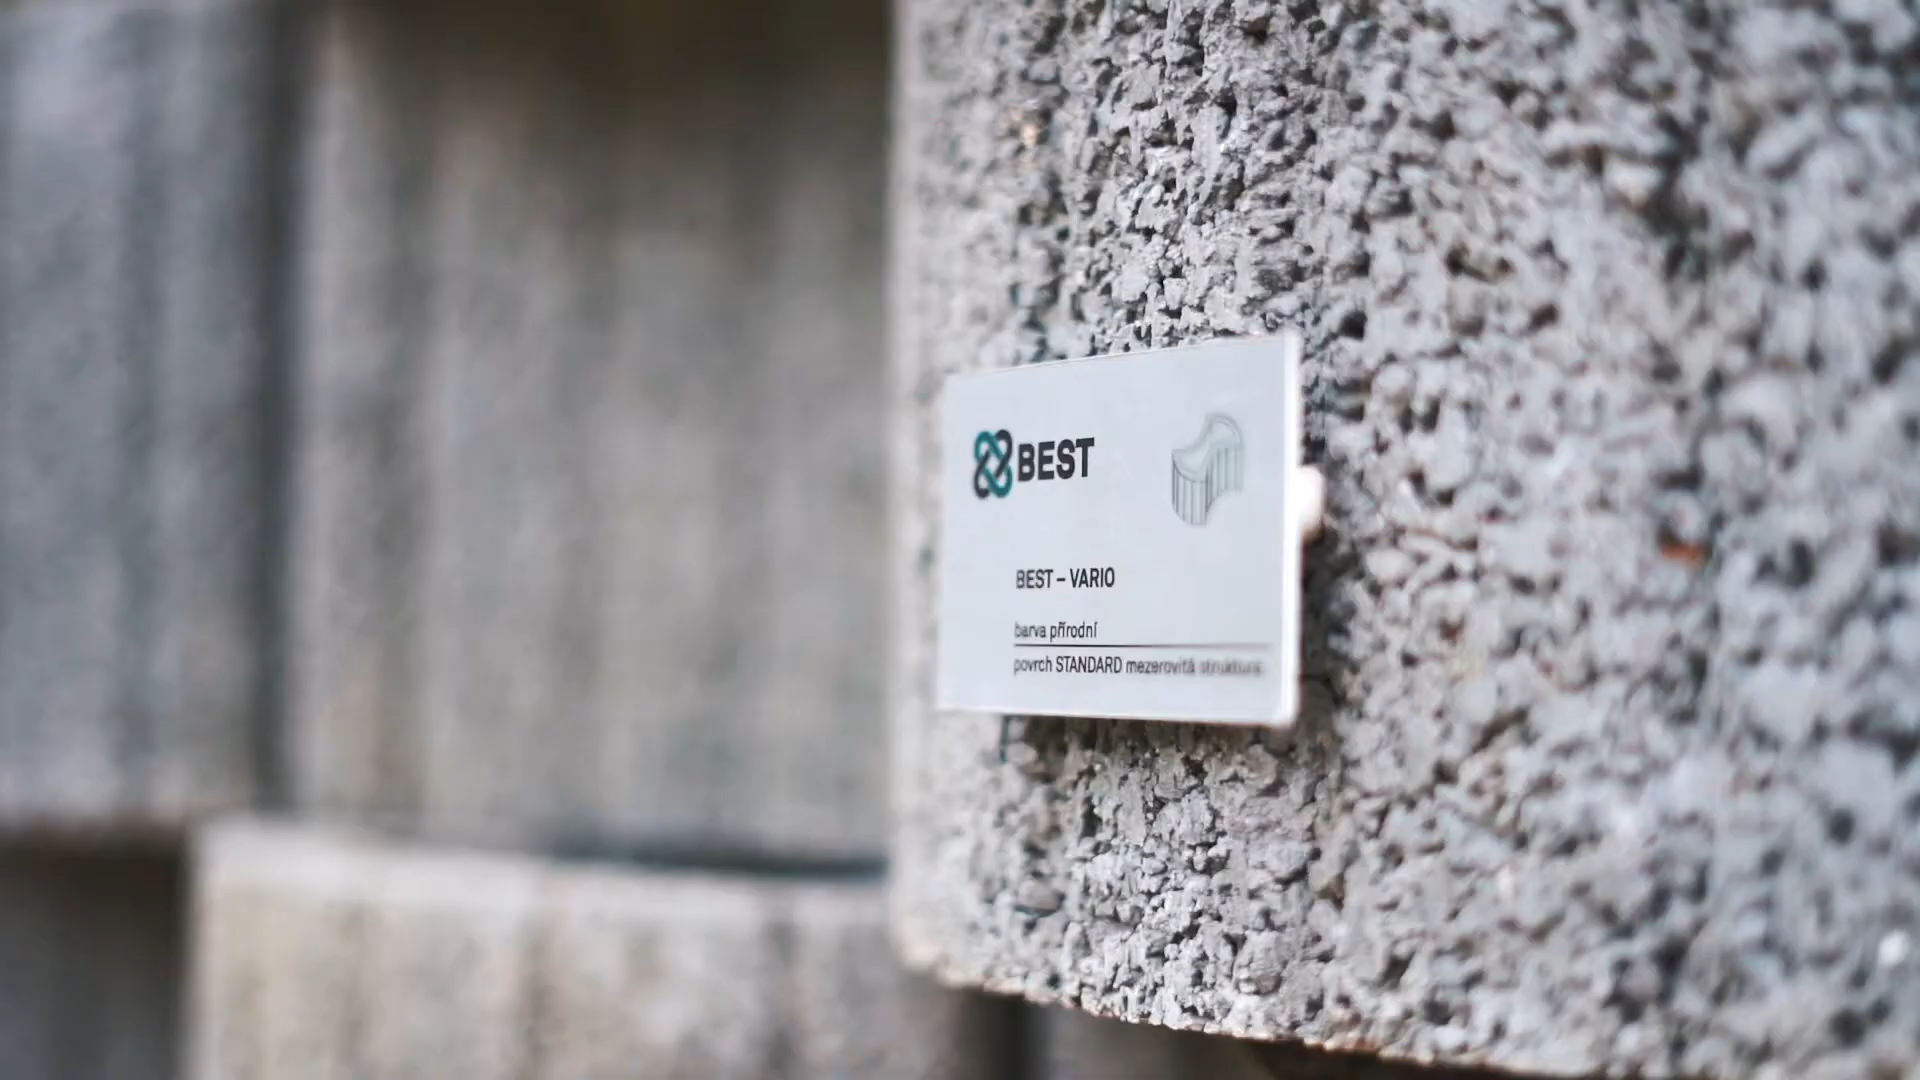 BEST
BEST – VARIO
barva přírodní
povrch STANDARD mezerovitá struktura